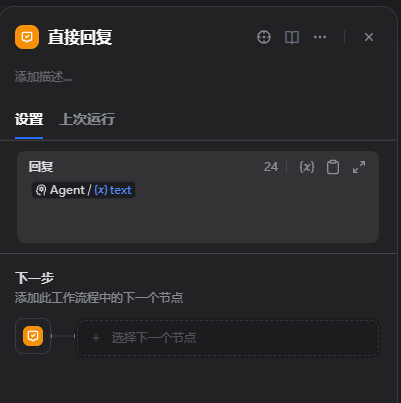 直接回复
添加描述...
设置 上次运行
回复 24 {x}
Agent / {x} text
下一步
添加此工作流程中的下一个节点
+ 选择下一个节点